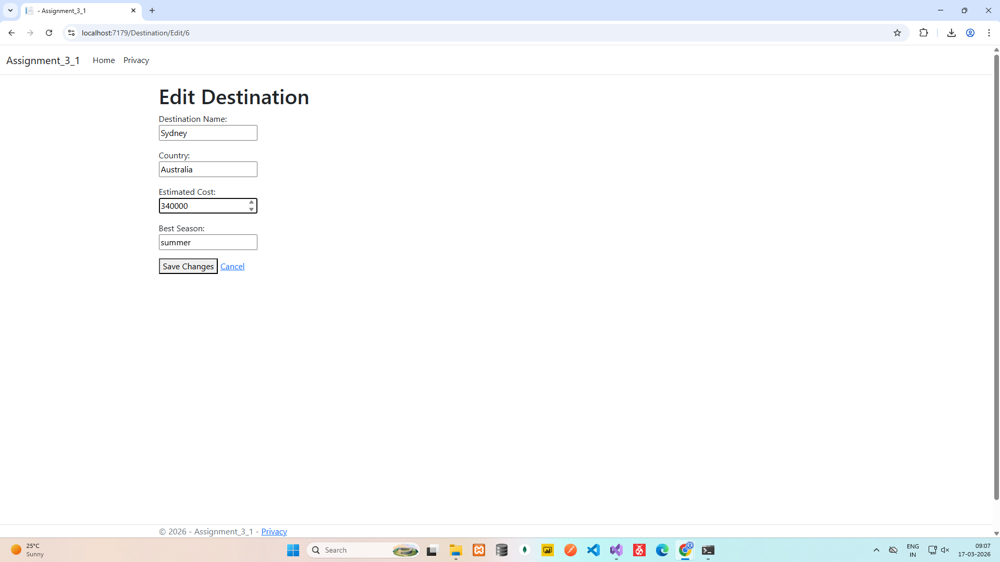 - Assignment_3_1
localhost:7179/Destination/Edit/6
Assignment_3_1 Home Privacy
Edit Destination
Destination Name:
Sydney
Country:
Australia
Estimated Cost:
340000
Best Season:
summer
Save Changes Cancel
© 2026 - Assignment_3_1 - Privacy
25°C
Sunny
Search
ENG
IN
09:07
17-03-2026